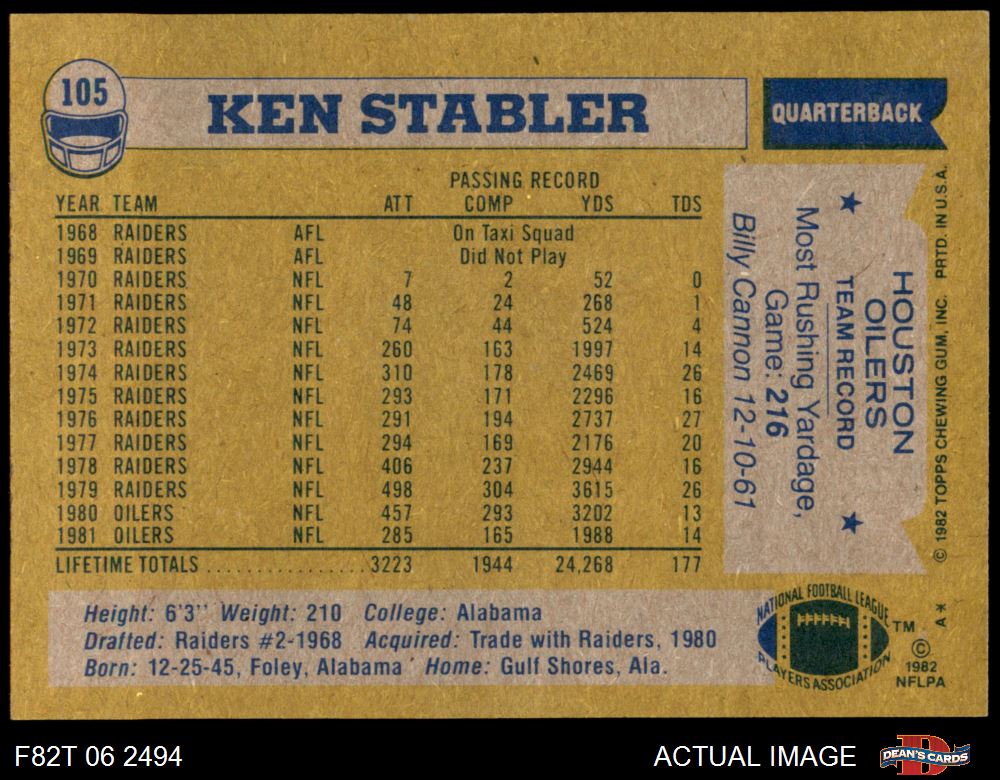 105
KEN STABLER
QUARTERBACK
PASSING RECORD
YEAR TEAM ATT COMP YDS TDS
1968 RAIDERS AFL On Taxi Squad
1969 RAIDERS AFL Did Not Play
1970 RAIDERS NFL 7 2 52 0
1971 RAIDERS NFL 48 24 268 1
1972 RAIDERS NFL 74 44 524 4
1973 RAIDERS NFL 260 163 1997 14
1974 RAIDERS NFL 310 178 2469 26
1975 RAIDERS NFL 293 171 2296 16
1976 RAIDERS NFL 291 194 2737 27
1977 RAIDERS NFL 294 169 2176 20
1978 RAIDERS NFL 406 237 2944 16
1979 RAIDERS NFL 498 304 3615 26
1980 OILERS NFL 457 293 3202 13
1981 OILERS NFL 285 165 1988 14
LIFETIME TOTALS ................ 3223 1944 24,268 177
HOUSTON
OILERS
★ TEAM RECORD ★
Most Rushing Yardage,
Game: 216
Billy Cannon 12-10-61
© 1982 TOPPS CHEWING GUM, INC. PRTD. IN U.S.A.
Height: 6'3" Weight: 210 College: Alabama
Drafted: Raiders #2-1968 Acquired: Trade with Raiders, 1980
Born: 12-25-45, Foley, Alabama Home: Gulf Shores, Ala.
NATIONAL FOOTBALL LEAGUE
PLAYERS ASSOCIATION
TM
A*
©
1982
NFLPA
F82T 06 2494
ACTUAL IMAGE
D
DEAN'S CARDS